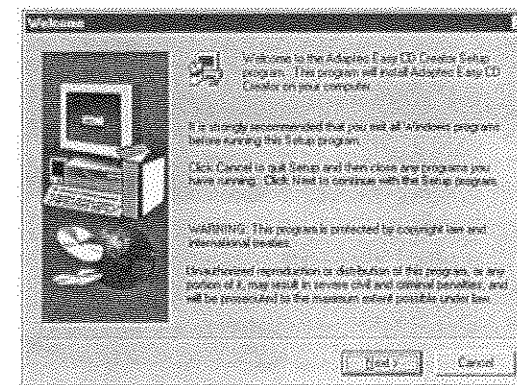 Welcome
Welcome to the Adaptec Easy CD Creator Setup
program. This program will install Adaptec Easy CD
Creator on your computer.
It is strongly recommended that you exit all Windows programs
before running this Setup program.
Click Cancel to quit Setup and then close any programs you
have running. Click Next to continue with the Setup program.
WARNING: This program is protected by copyright law and
international treaties.
Unauthorized reproduction or distribution of this program, or any
portion of it, may result in severe civil and criminal penalties, and
will be prosecuted to the maximum extent possible under law.
Next >
Cancel